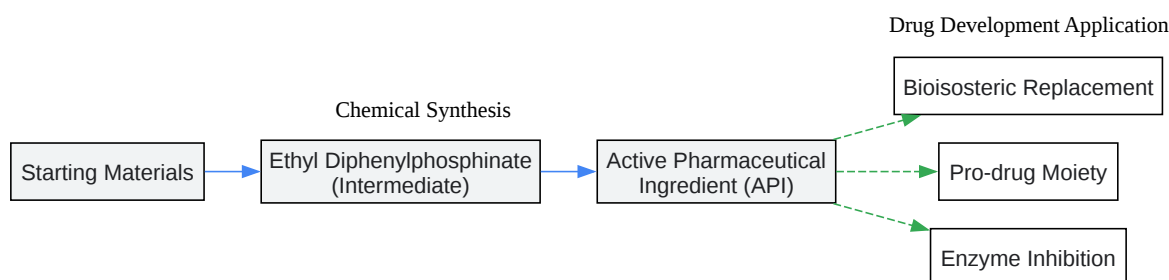 Drug Development Application
Bioisosteric Replacement
Chemical Synthesis
Starting Materials
Ethyl Diphenylphosphinate
(Intermediate)
Active Pharmaceutical
Ingredient (API)
Pro-drug Moiety
Enzyme Inhibition